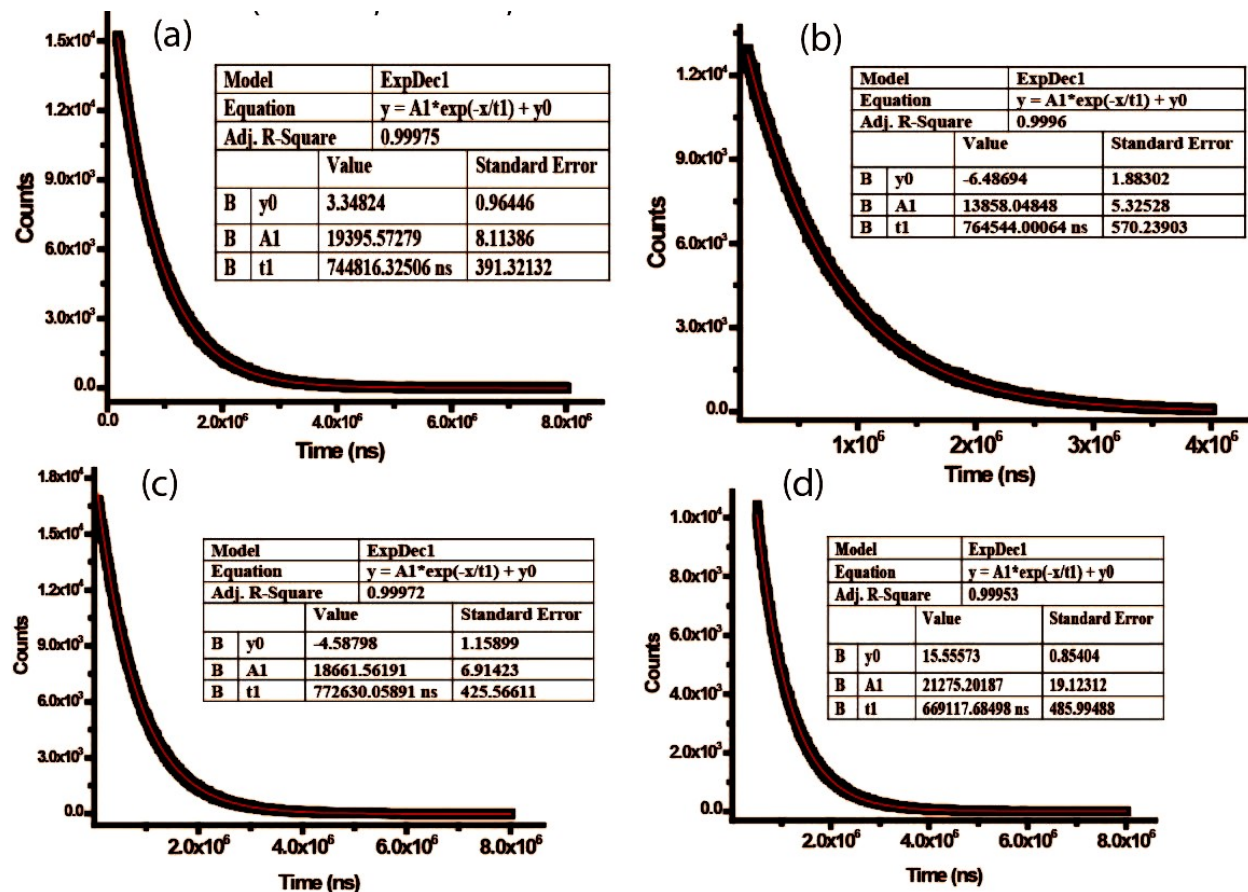 (a)
1.5x10⁴
1.2x10⁴
9.0x10³
6.0x10³
3.0x10³
0.0
Counts
0.0 2.0x10⁶ 4.0x10⁶ 6.0x10⁶ 8.0x10⁶
Time (ns)
Model ExpDec1
Equation y = A1*exp(-x/t1) + y0
Adj. R-Square 0.99975
Value Standard Error
B y0 3.34824 0.96446
B A1 19395.57279 8.11386
B t1 744816.32506 ns 391.32132
(b)
1.2x10⁴
9.0x10³
6.0x10³
3.0x10³
0.0
Counts
1x10⁶ 2x10⁶ 3x10⁶ 4x10⁶
Time (ns)
Model ExpDec1
Equation y = A1*exp(-x/t1) + y0
Adj. R-Square 0.9996
Value Standard Error
B y0 -6.48694 1.88302
B A1 13858.04848 5.32528
B t1 764544.00064 ns 570.23903
(c)
1.8x10⁴
1.5x10⁴
1.2x10⁴
9.0x10³
6.0x10³
3.0x10³
0.0
Counts
2.0x10⁶ 4.0x10⁶ 6.0x10⁶ 8.0x10⁶
Time (ns)
Model ExpDec1
Equation y = A1*exp(-x/t1) + y0
Adj. R-Square 0.99972
Value Standard Error
B y0 -4.58798 1.15899
B A1 18661.56191 6.91423
B t1 772630.05891 ns 425.56611
(d)
1.0x10⁴
8.0x10³
6.0x10³
4.0x10³
2.0x10³
0.0
Counts
2.0x10⁶ 4.0x10⁶ 6.0x10⁶ 8.0x10⁶
Time (ns)
Model ExpDec1
Equation y = A1*exp(-x/t1) + y0
Adj. R-Square 0.99953
Value Standard Error
B y0 15.55573 0.85404
B A1 21275.20187 19.12312
B t1 669117.68498 ns 485.99488